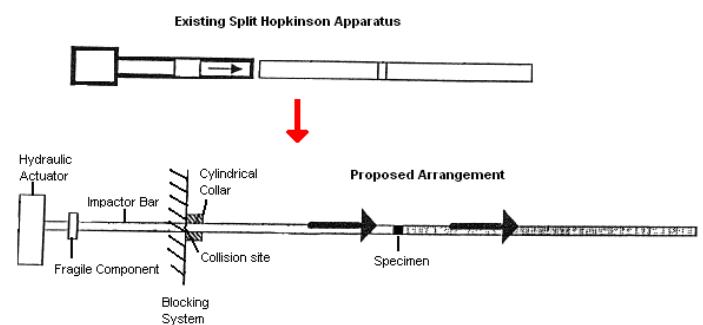 Existing Split Hopkinson Apparatus
Hydraulic
Actuator
Cylindrical
Collar
Proposed Arrangement
Impactor Bar
Collision site
Specimen
Fragile Component
Blocking
System